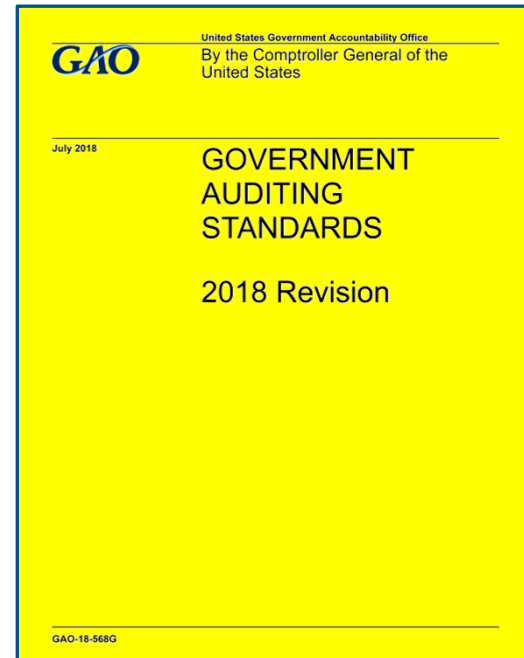 United States Government Accountability Office
GAO
By the Comptroller General of the
United States
July 2018
GOVERNMENT
AUDITING
STANDARDS
2018 Revision
GAO-18-568G